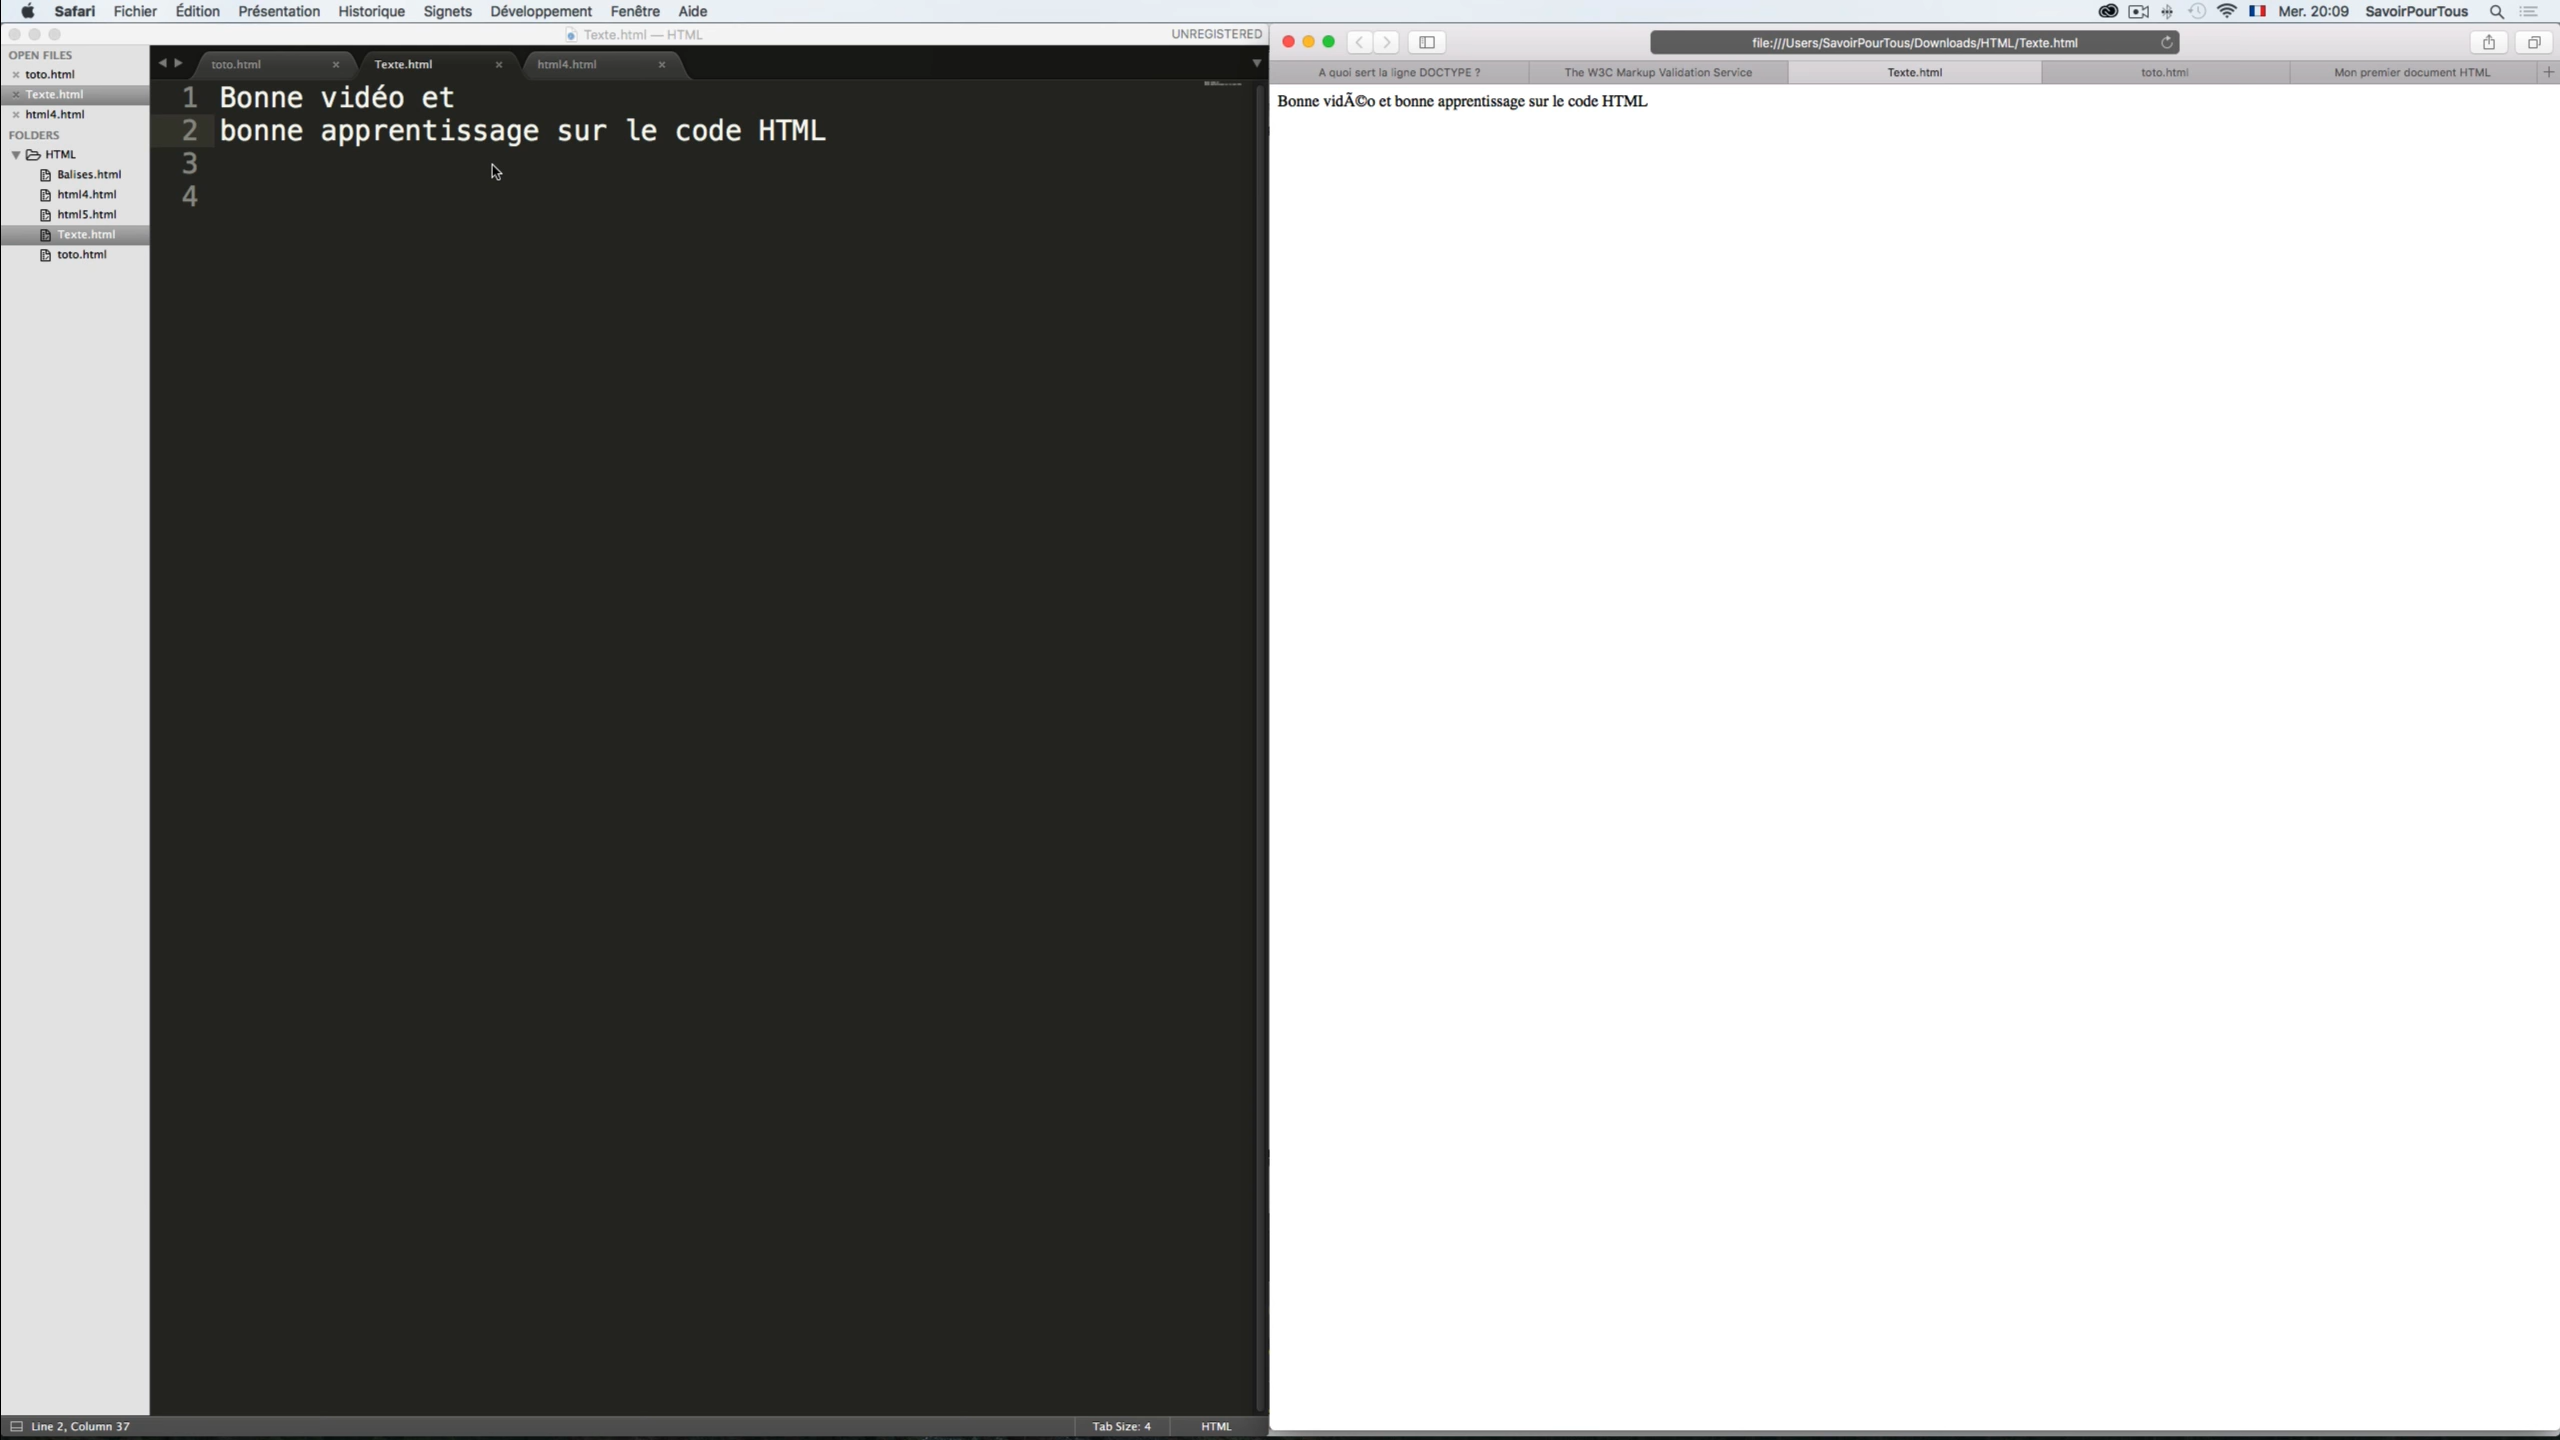 Safari Fichier Édition Présentation Historique Signets Développement Fenêtre Aide
Mer. 20:09 SavoirPourTous
Texte.html — HTML
UNREGISTERED
OPEN FILES
toto.html
Texte.html
html4.html
FOLDERS
HTML
Balises.html
html4.html
html5.html
Texte.html
toto.html
toto.html Texte.html html4.html
1 Bonne vidéo et
2 bonne apprentissage sur le code HTML
3
4
Line 2, Column 37
Tab Size: 4 HTML
file:///Users/SavoirPourTous/Downloads/HTML/Texte.html
A quoi sert la ligne DOCTYPE ? The W3C Markup Validation Service Texte.html toto.html Mon premier document HTML
Bonne vidÃ©o et bonne apprentissage sur le code HTML